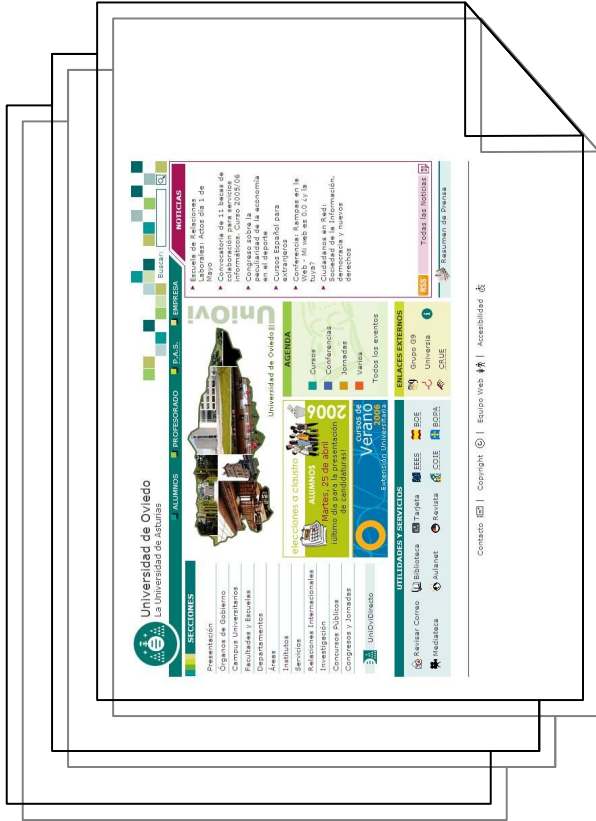 Universidad de Oviedo
La Universidad de Asturias
Buscar:
ALUMNOS
PROFESORADO
P.A.S.
EMPRESA
SECCIONES
Presentación
Órganos de Gobierno
Campus Universitarios
Facultades y Escuelas
Departamentos
Áreas
Institutos
Servicios
Relaciones Internacionales
Investigación
Concursos Públicos
Congresos y Jornadas
UniOviDirecto
UniOvi
Universidad de Oviedo
elecciones a claustro
2006
ALUMNOS
Martes, 25 de abril
¡último día para la presentación
de candidaturas!
cursos de
verano
2006
Extensión Universitaria
AGENDA
Cursos
Conferencias
Jornadas
Varios
Todos los eventos
NOTICIAS
Escuela de Relaciones
Laborales: Actos día 1 de
Mayo
Convocatoria de 11 becas de
colaboración para servicios
informáticos. Curso 2005/06
Congreso sobre la
peculiaridad de la economía
en el deporte
Cursos Español para
extranjeros
Conferencia: Rampas en la
Web - Mi web es 0.0 ¿y la
tuya?
Ciudadanos en Red:
Sociedad de la Información,
democracia y nuevos
derechos
RSS
Todas las Noticias
Resumen de Prensa
UTILIDADES Y SERVICIOS
Revisar Correo
Biblioteca
Tarjeta
EEES
BOE
Mediateca
Aulanet
Revista
COIE
BOPA
ENLACES EXTERNOS
Grupo G9
Universia
CRUE
Contacto | Copyright © | Equipo Web | Accesibilidad